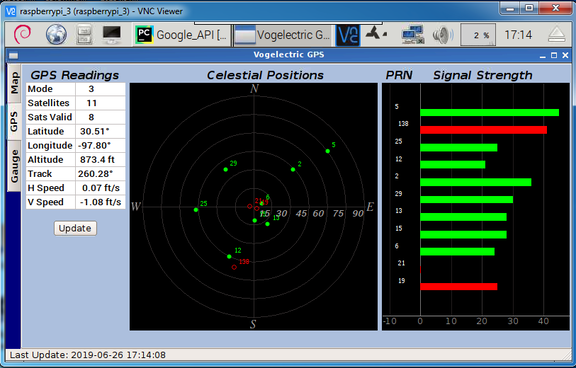 raspberrypi_3 (raspberrypi_3) - VNC Viewer
Google_API [... Vogelectric G... 2 % 17:14
Vogelectric GPS
Map
GPS
Gauge
GPS Readings
Mode 3
Satellites 11
Sats Valid 8
Latitude 30.51°
Longitude -97.80°
Altitude 873.4 ft
Track 260.28°
H Speed 0.07 ft/s
V Speed -1.08 ft/s
Update
Celestial Positions
N
W
E
S
5
29
2
6
25
12
138
15 30 45 60 75 90
PRN Signal Strength
5
138
25
12
2
29
13
15
6
21
19
-10 0 10 20 30 40
Last Update: 2019-06-26 17:14:08